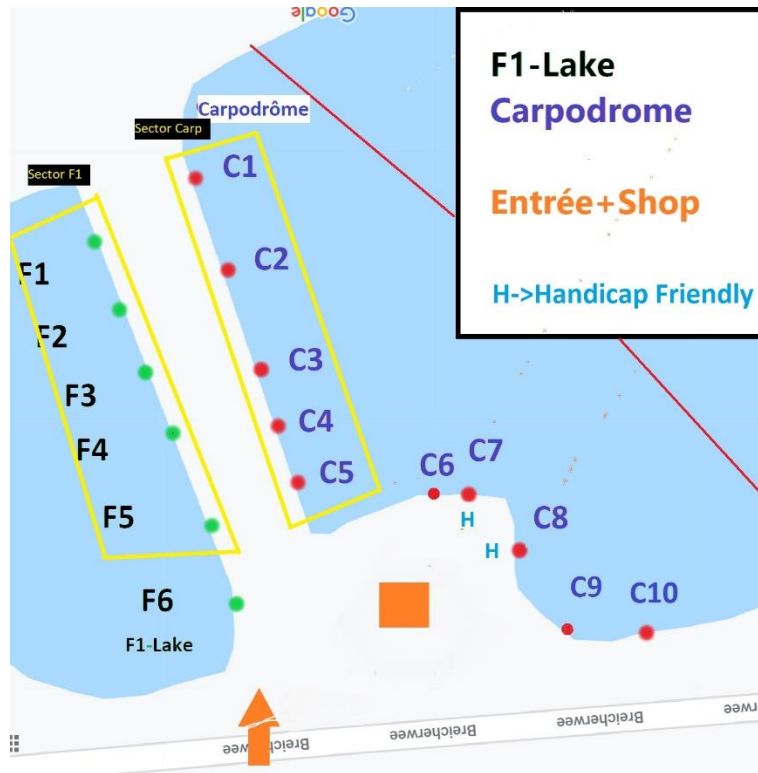 Google
F1-Lake
Carpodrome
Entrée+Shop
H->Handicap Friendly
Carpodrôme
Sector Carp
Sector F1
C1
C2
C3
C4
C5
C6
C7
H
C8
H
C9
C10
F1
F2
F3
F4
F5
F6
F1-Lake
Breicherwee
Breicherwee
Breicherwee